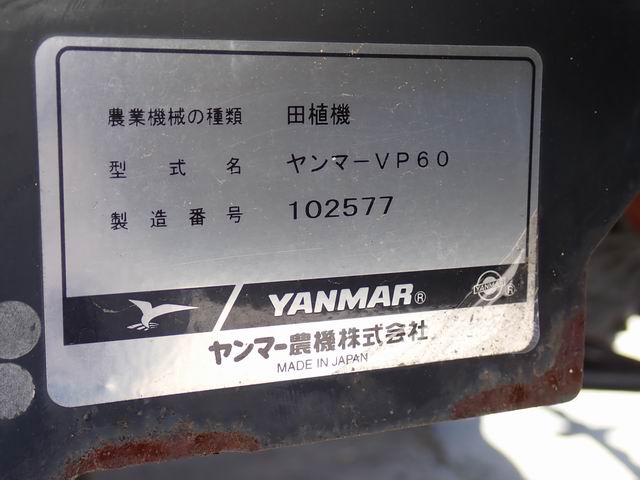 農業機械の種類 田植機
型式名 ヤンマーVP60
製造番号 102577
YANMAR® YANMAR ®
ヤンマー農機株式会社
MADE IN JAPAN